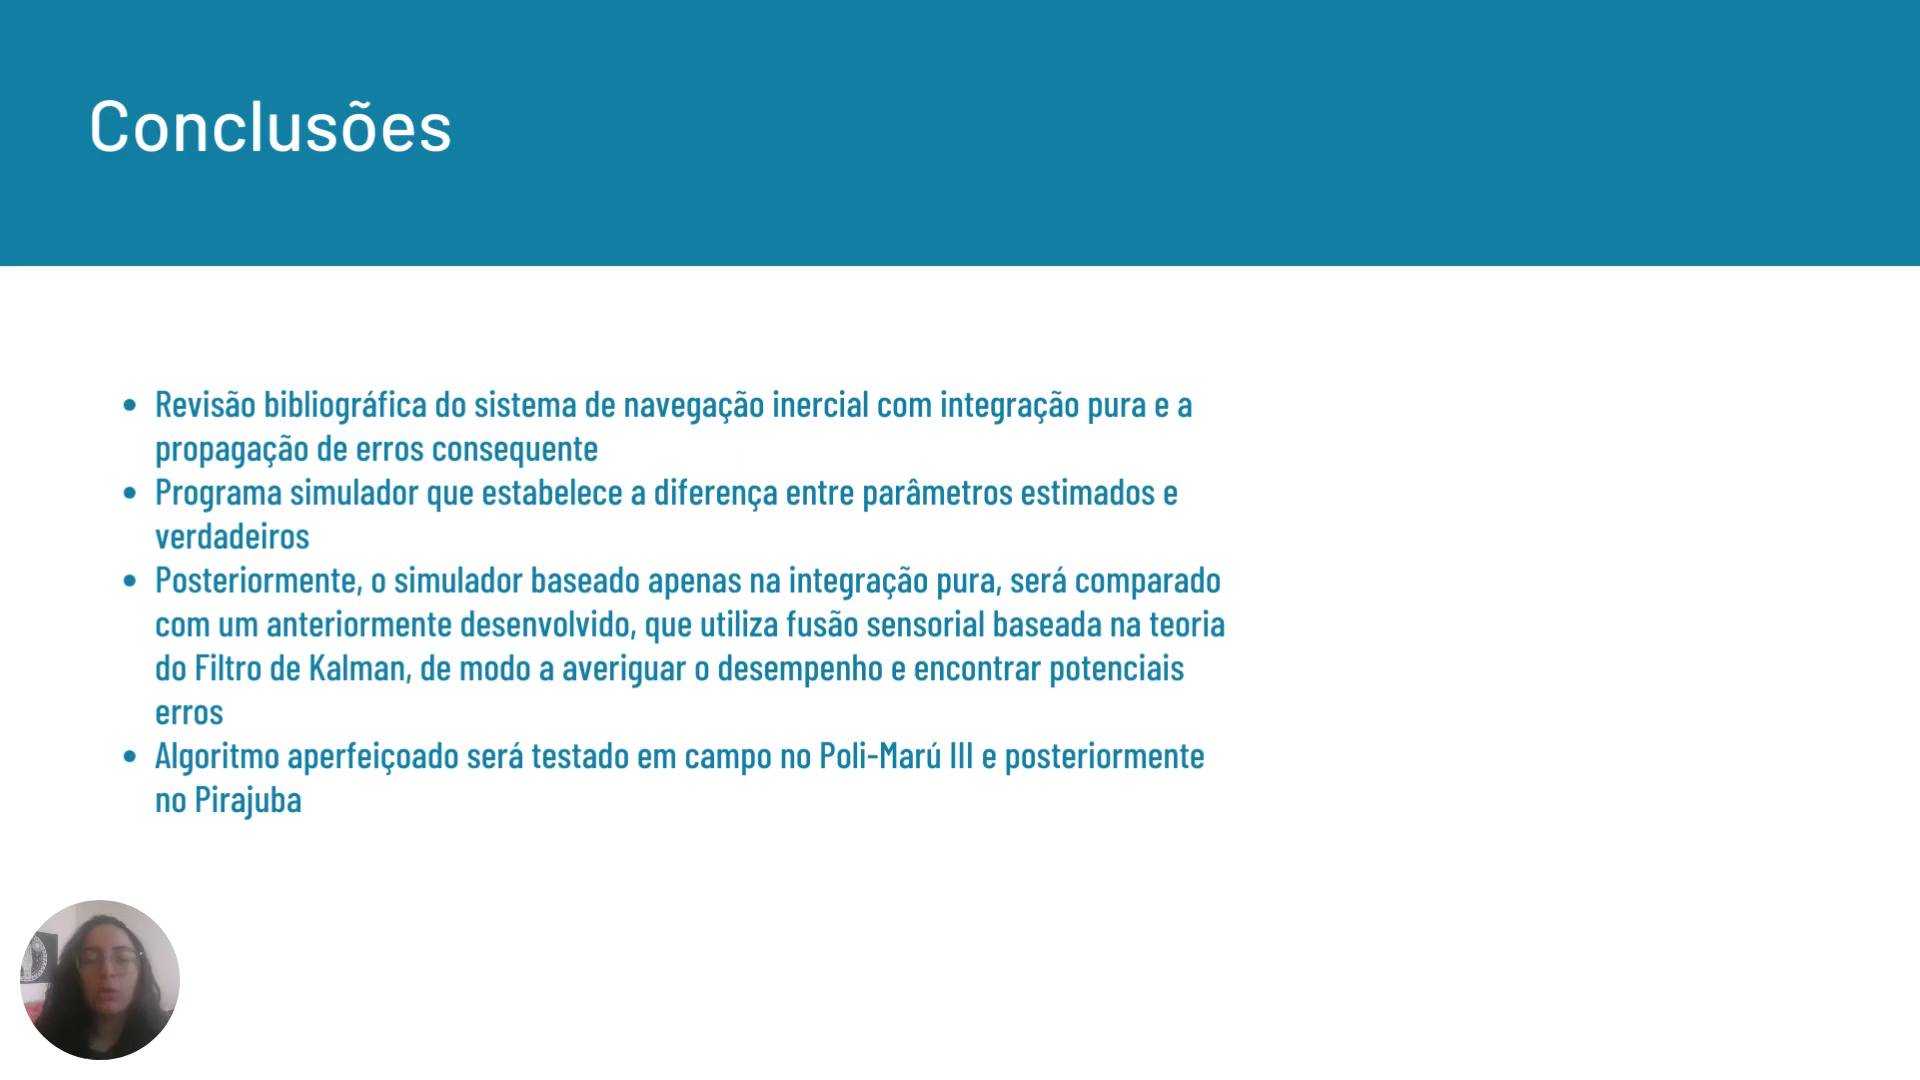 Conclusões
• Revisão bibliográfica do sistema de navegação inercial com integração pura e a
propagação de erros consequente
• Programa simulador que estabelece a diferença entre parâmetros estimados e
verdadeiros
• Posteriormente, o simulador baseado apenas na integração pura, será comparado
com um anteriormente desenvolvido, que utiliza fusão sensorial baseada na teoria
do Filtro de Kalman, de modo a averiguar o desempenho e encontrar potenciais
erros
• Algoritmo aperfeiçoado será testado em campo no Poli-Marú III e posteriormente
no Pirajuba